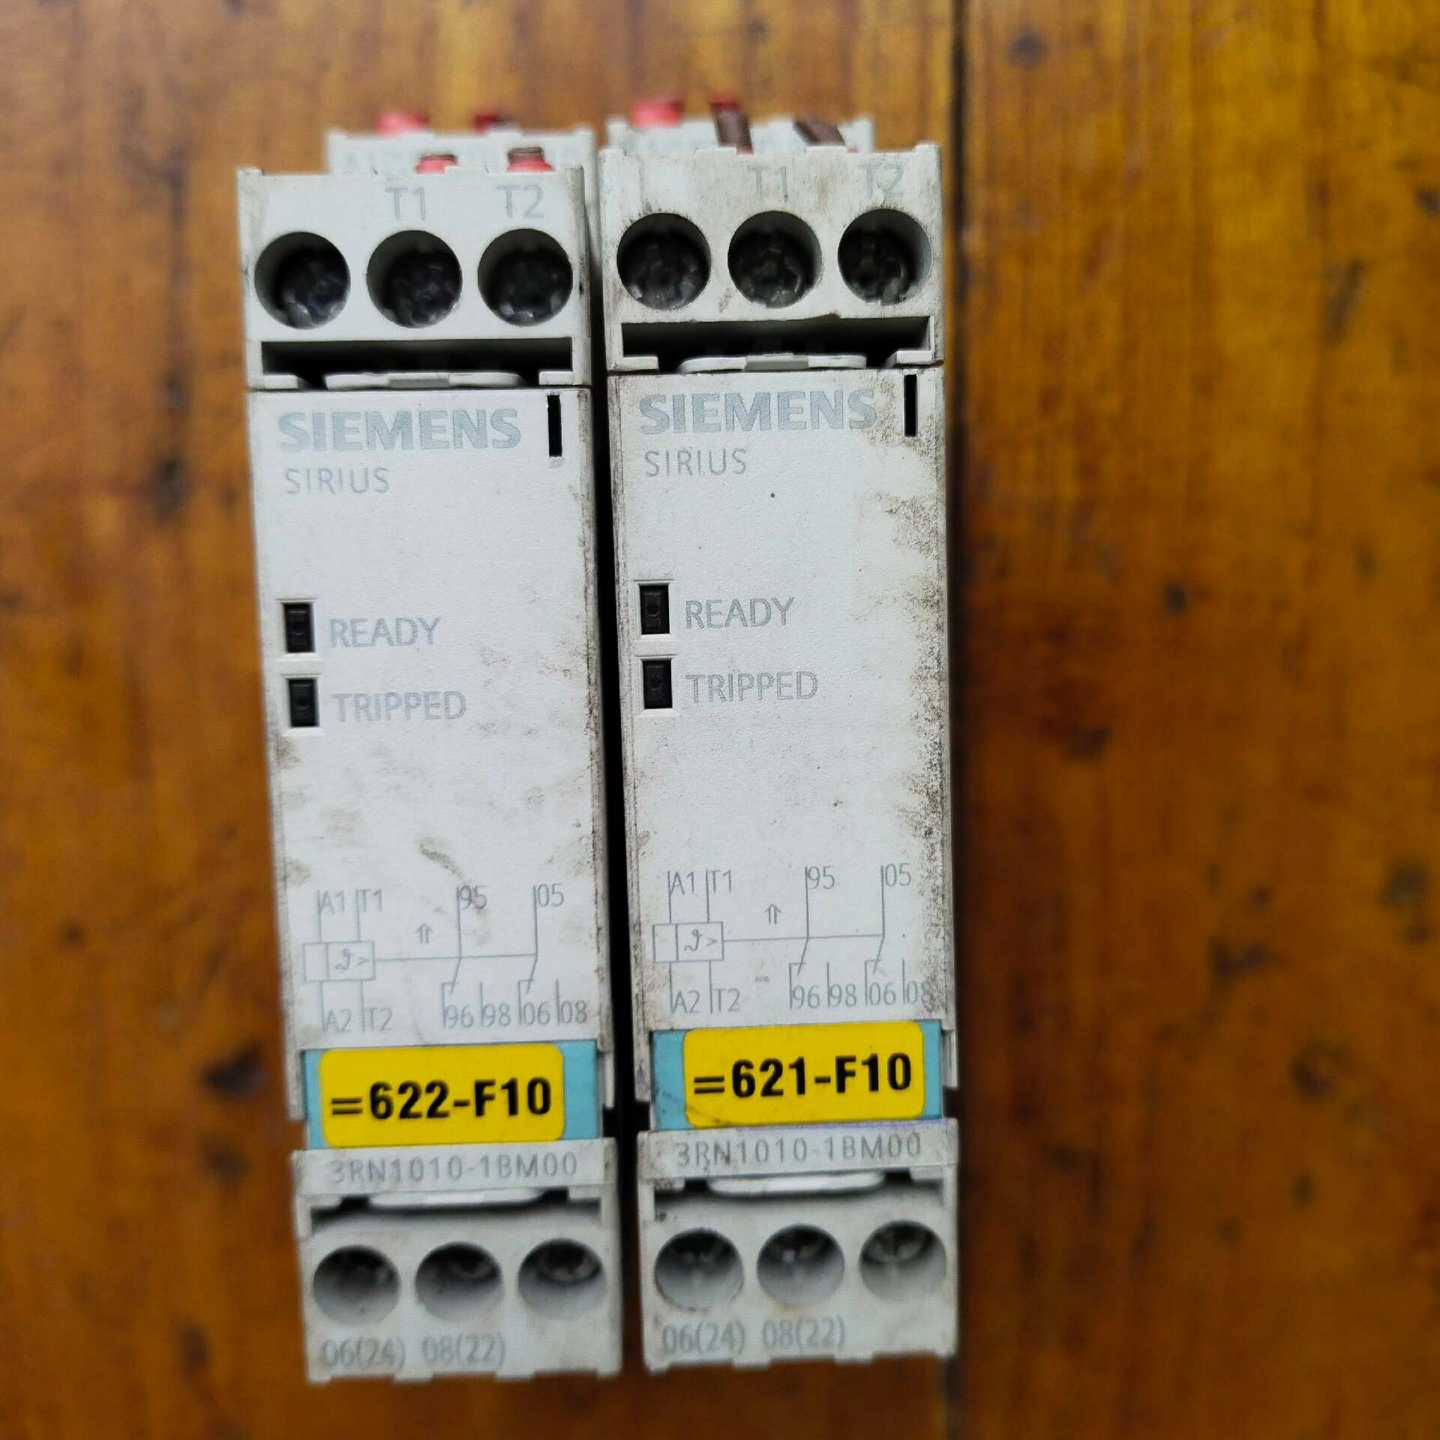 T1 T2
SIEMENS
SIRIUS
READY
TRIPPED
A1 T1 95 05
ϑ>
A2 T2 96 98 06 08
=622-F10
3RN1010-1BM00
06(24) 08(22)
T1 T2
SIEMENS
SIRIUS
READY
TRIPPED
A1 T1 95 05
ϑ>
A2 T2 96 98 06 08
=621-F10
3RN1010-1BM00
06(24) 08(22)